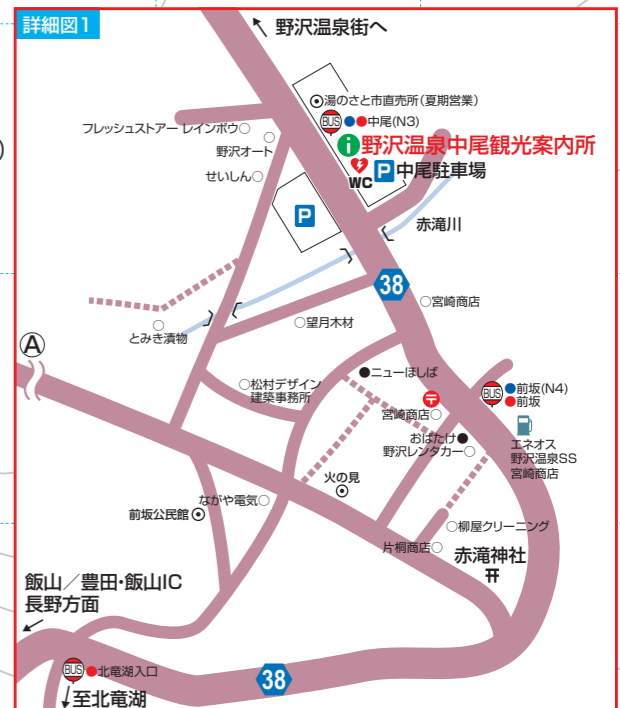 詳細図1
野沢温泉街へ
湯のさと市直売所(夏期営業)
BUS 中尾(N3)
フレッシュストアー レインボウ
野沢オート
i 野沢温泉中尾観光案内所
せいしん
WC P 中尾駐車場
P
赤滝川
38
宮崎商店
望月木材
とみき漬物
A
ニューほしば
松村デザイン
建築事務所
BUS 前坂(N4)
前坂
宮崎商店
おばたけ
野沢レンタカー
エネオス
野沢温泉SS
宮崎商店
火の見
ながや電気
前坂公民館
柳屋クリーニング
片桐商店
赤滝神社
飯山/豊田・飯山IC
長野方面
BUS 北竜湖入口
38
至北竜湖